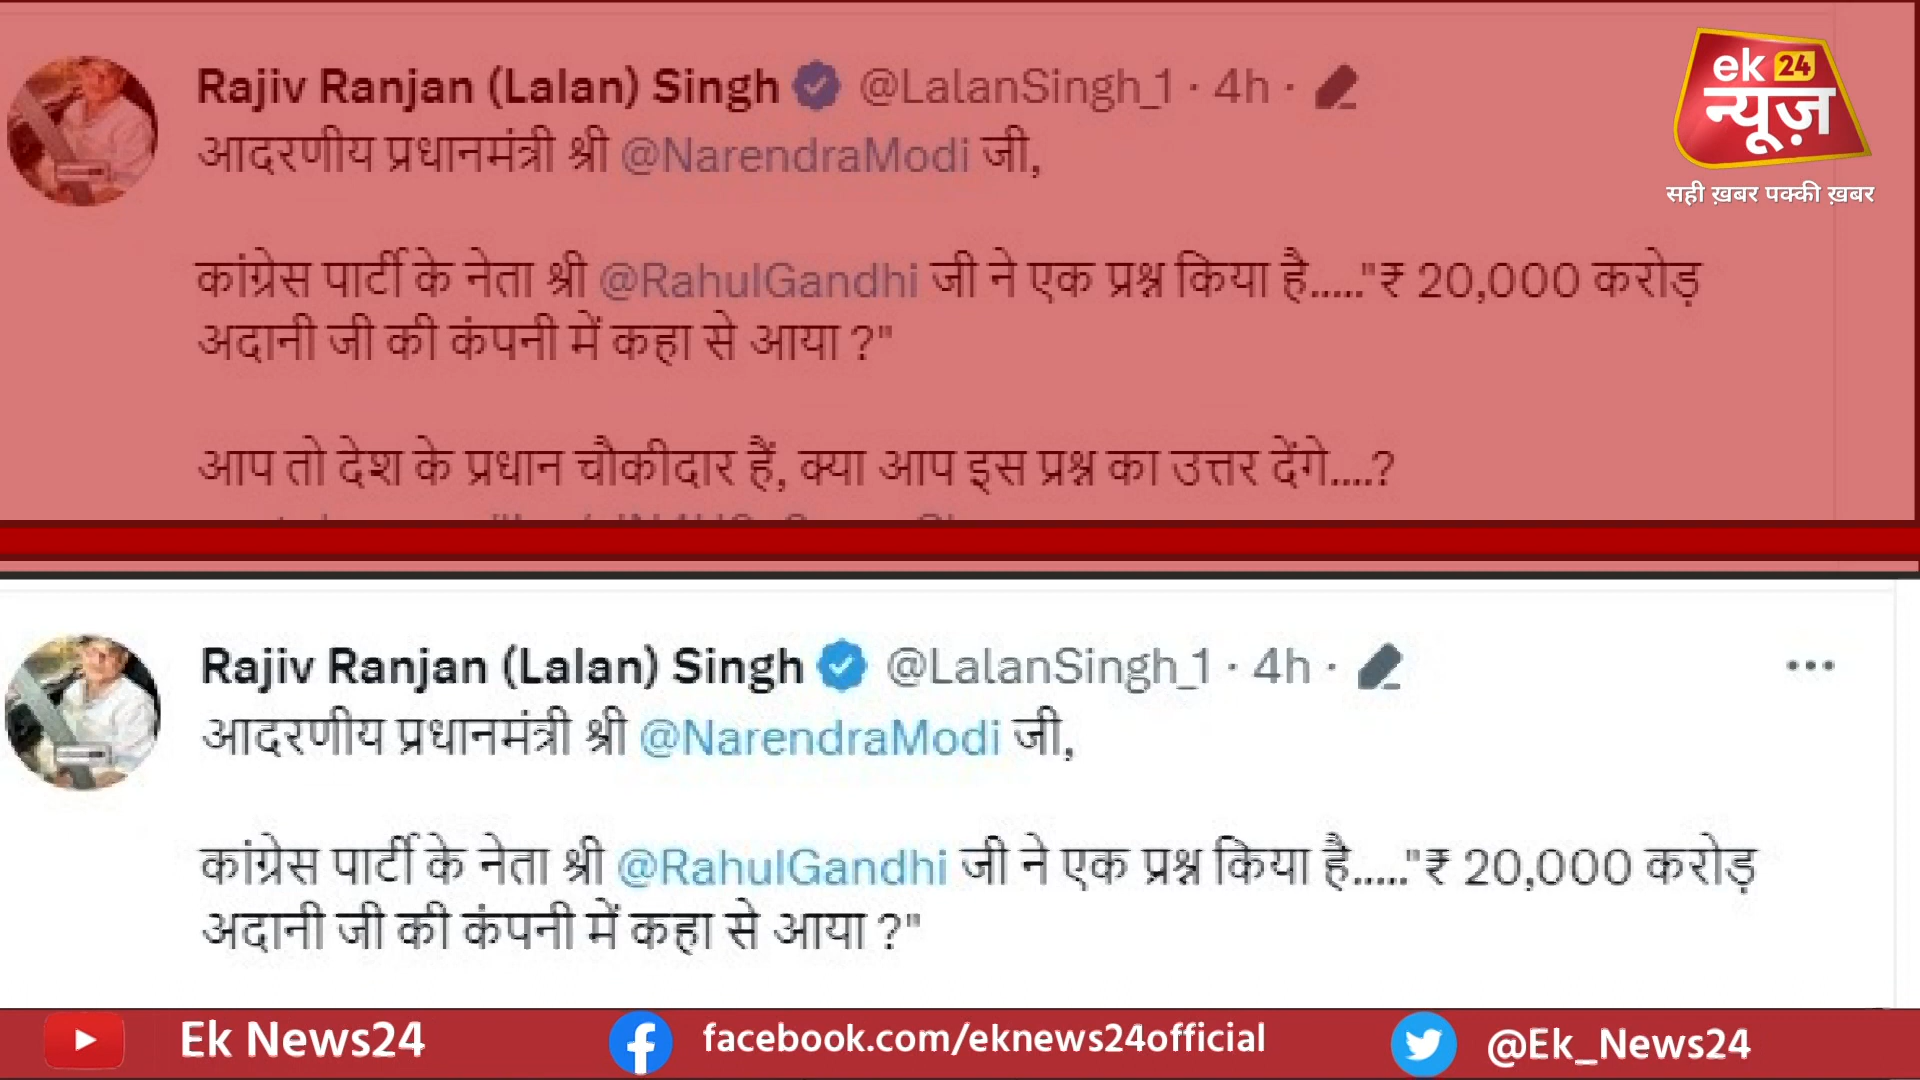 Rajiv Ranjan (Lalan) Singh @LalanSingh_1 · 4h ·
आदरणीय प्रधानमंत्री श्री @NarendraModi जी,
कांग्रेस पार्टी के नेता श्री @RahulGandhi जी ने एक प्रश्न किया है....."₹ 20,000 करोड़
अदानी जी की कंपनी में कहा से आया ?"
आप तो देश के प्रधान चौकीदार हैं, क्या आप इस प्रश्न का उत्तर देंगे....?
ek 24
न्यूज़
सही ख़बर पक्की ख़बर
Rajiv Ranjan (Lalan) Singh @LalanSingh_1 · 4h ·
आदरणीय प्रधानमंत्री श्री @NarendraModi जी,
कांग्रेस पार्टी के नेता श्री @RahulGandhi जी ने एक प्रश्न किया है....."₹ 20,000 करोड़
अदानी जी की कंपनी में कहा से आया ?"
Ek News24 facebook.com/eknews24official @Ek_News24